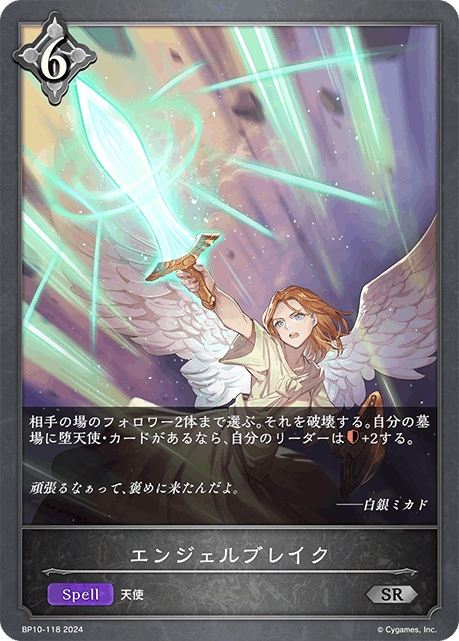 6
相手の場のフォロワー2体まで選ぶ。それを破壊する。自分の墓
場に堕天使・カードがあるなら、自分のリーダーは+2する。
頑張るなぁって、褒めに来たんだよ。
――白銀ミカド
エンジェルブレイク
Spell 天使 SR
BP10-118 2024 © Cygames, Inc.